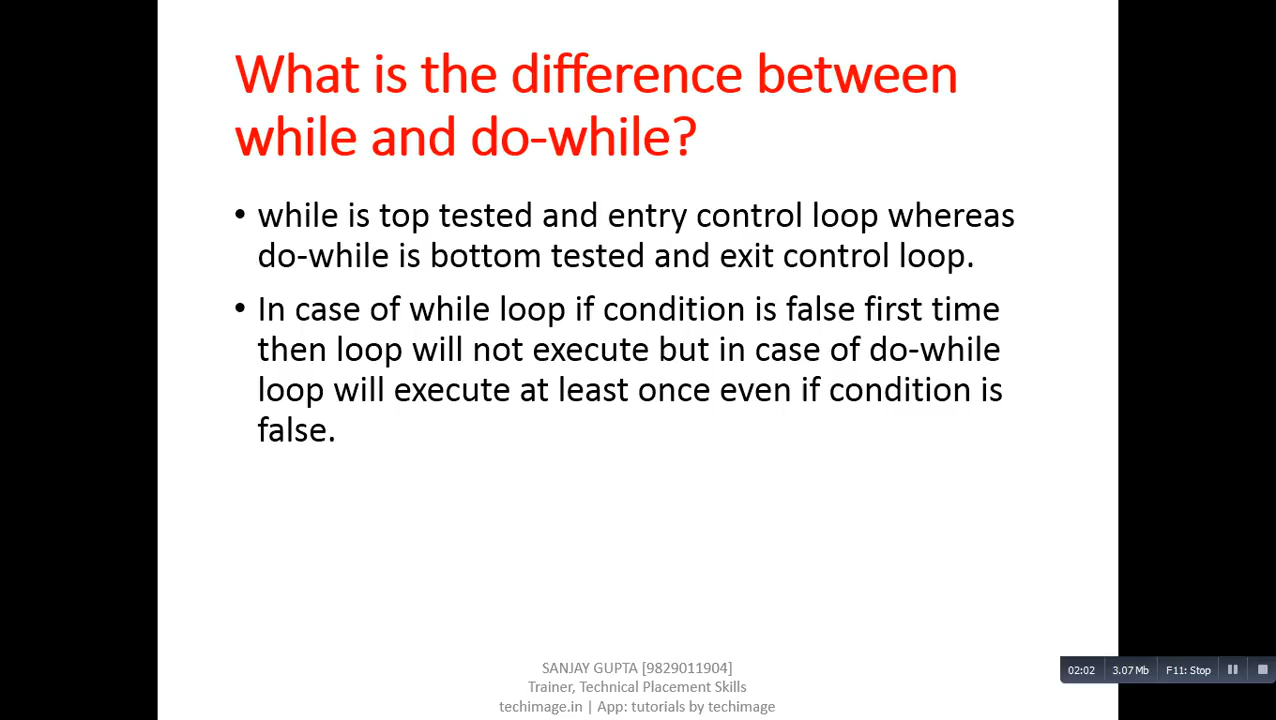 What is the difference between
while and do-while?
• while is top tested and entry control loop whereas
do-while is bottom tested and exit control loop.
• In case of while loop if condition is false first time
then loop will not execute but in case of do-while
loop will execute at least once even if condition is
false.
SANJAY GUPTA [9829011904]
Trainer, Technical Placement Skills
techimage.in | App: tutorials by techimage
02:02 3.07 Mb F11: Stop